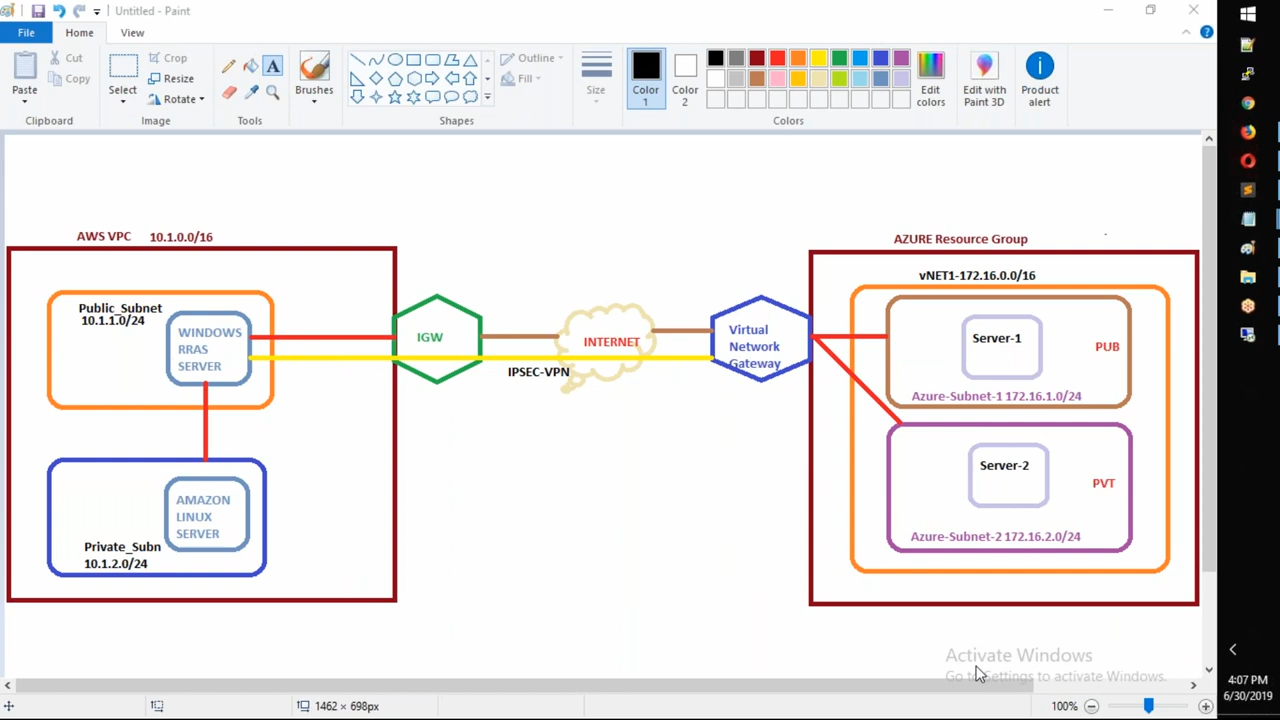 Untitled - Paint
File
Home
View
Paste
Cut
Copy
Clipboard
Select
Crop
Resize
Rotate
Image
Tools
Brushes
Shapes
Outline
Fill
Size
Color 1
Color 2
Edit colors
Colors
Edit with Paint 3D
Product alert
AWS VPC 10.1.0.0/16
Public_Subnet
10.1.1.0/24
WINDOWS
RRAS
SERVER
AMAZON
LINUX
SERVER
Private_Subn
10.1.2.0/24
IGW
INTERNET
IPSEC-VPN
Virtual
Network
Gateway
AZURE Resource Group
vNET1-172.16.0.0/16
Server-1
PUB
Azure-Subnet-1 172.16.1.0/24
Server-2
PVT
Azure-Subnet-2 172.16.2.0/24
Activate Windows
Go to Settings to activate Windows.
1462 × 698px
100%
4:07 PM
6/30/2019